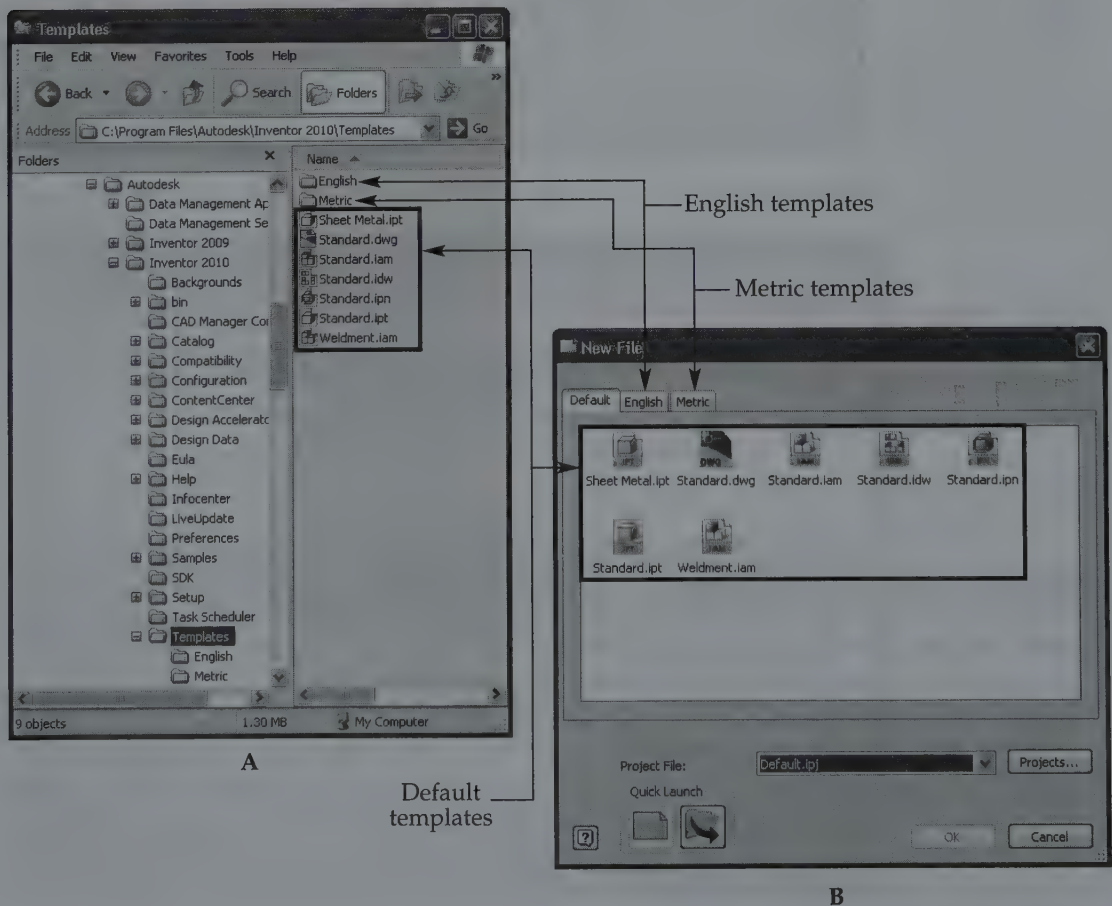 Templates
File Edit View Favorites Tools Help
Back Search Folders
Address C:\Program Files\Autodesk\Inventor 2010\Templates Go
Folders
Autodesk
Data Management Ap
Data Management Se
Inventor 2009
Inventor 2010
Backgrounds
bin
CAD Manager Cor
Catalog
Compatibility
Configuration
ContentCenter
Design Acceleratc
Design Data
Eula
Help
Infocenter
LiveUpdate
Preferences
Samples
SDK
Setup
Task Scheduler
Templates
English
Metric
Name
English
Metric
Sheet Metal.ipt
Standard.dwg
Standard.iam
Standard.idw
Standard.ipn
Standard.ipt
Weldment.iam
9 objects 1.30 MB My Computer
A
English templates
Metric templates
Default
templates
New File
Default English Metric
DWG
Sheet Metal.ipt Standard.dwg Standard.iam Standard.idw Standard.ipn
Standard.ipt Weldment.iam
Project File: Default.ipj Projects...
Quick Launch
OK Cancel
B